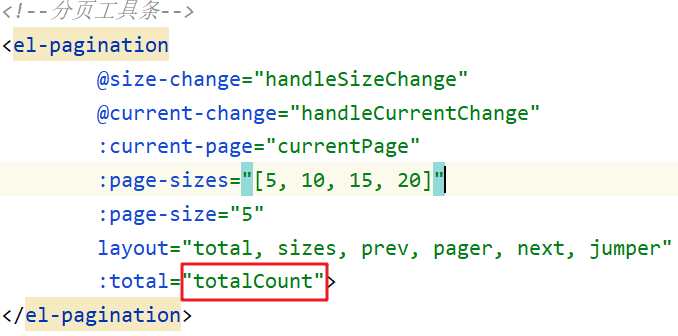 <!--分页工具条-->
<el-pagination
@size-change="handleSizeChange"
@current-change="handleCurrentChange"
:current-page="currentPage"
:page-sizes="[5, 10, 15, 20]"
:page-size="5"
layout="total, sizes, prev, pager, next, jumper"
:total="totalCount">
</el-pagination>